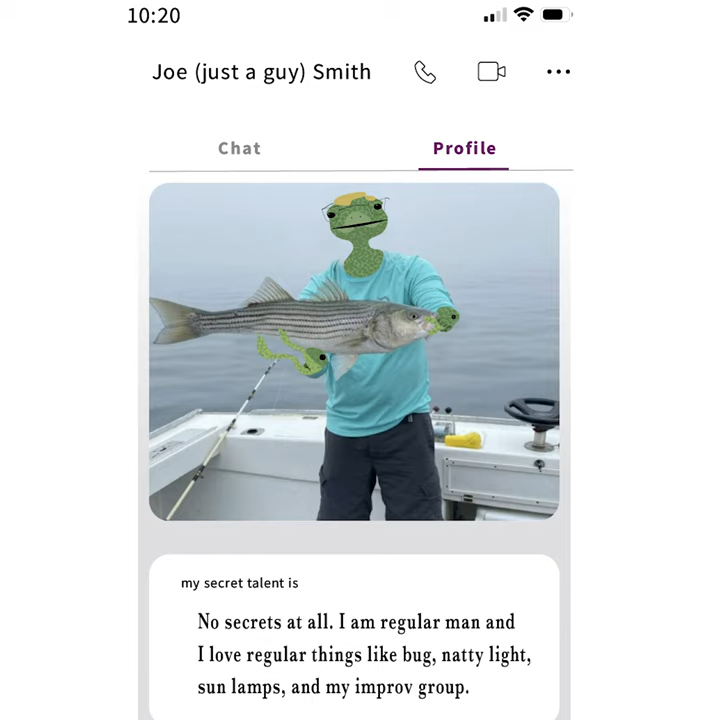 10:20
Joe (just a guy) Smith
Chat
Profile
my secret talent is
No secrets at all. I am regular man and
I love regular things like bug, natty light,
sun lamps, and my improv group.